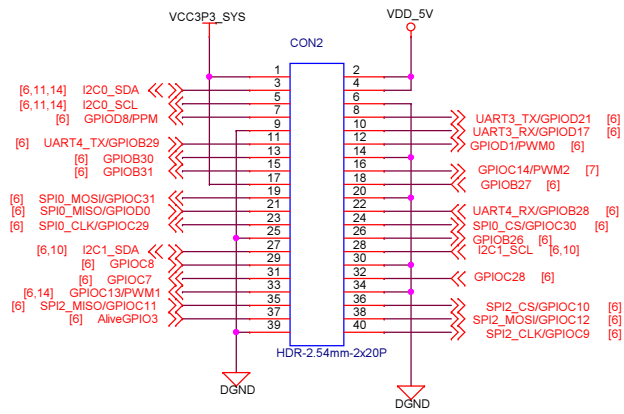 VCC3P3_SYS VDD_5V
CON2
1 2
[6,11,14] I2C0_SDA 3 4
[6,11,14] I2C0_SCL 5 6
[6] GPIOD8/PPM 7 8 UART3_TX/GPIOD21 [6]
9 10 UART3_RX/GPIOD17 [6]
[6] UART4_TX/GPIOB29 11 12 GPIOD1/PWM0 [6]
[6] GPIOB30 13 14
[6] GPIOB31 15 16 GPIOC14/PWM2 [7]
17 18 GPIOB27 [6]
[6] SPI0_MOSI/GPIOC31 19 20
[6] SPI0_MISO/GPIOD0 21 22 UART4_RX/GPIOB28 [6]
[6] SPI0_CLK/GPIOC29 23 24 SPI0_CS/GPIOC30 [6]
25 26 GPIOB26 [6]
[6,10] I2C1_SDA 27 28 I2C1_SCL [6,10]
[6] GPIOC8 29 30
[6] GPIOC7 31 32 GPIOC28 [6]
[6,14] GPIOC13/PWM1 33 34
[6] SPI2_MISO/GPIOC11 35 36 SPI2_CS/GPIOC10 [6]
[6] AliveGPIO3 37 38 SPI2_MOSI/GPIOC12 [6]
39 40 SPI2_CLK/GPIOC9 [6]
HDR-2.54mm-2x20P
DGND DGND